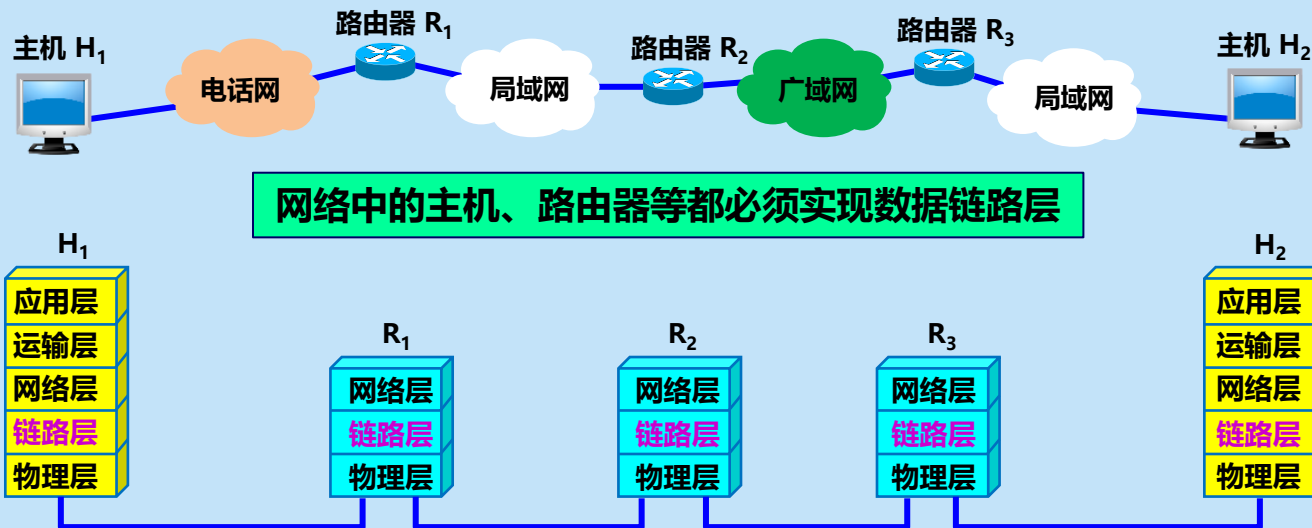 主机 H1
路由器 R1
路由器 R2
路由器 R3
主机 H2
电话网
局域网
广域网
局域网
网络中的主机、路由器等都必须实现数据链路层
H1
应用层
运输层
网络层
链路层
物理层
R1
网络层
链路层
物理层
R2
网络层
链路层
物理层
R3
网络层
链路层
物理层
H2
应用层
运输层
网络层
链路层
物理层